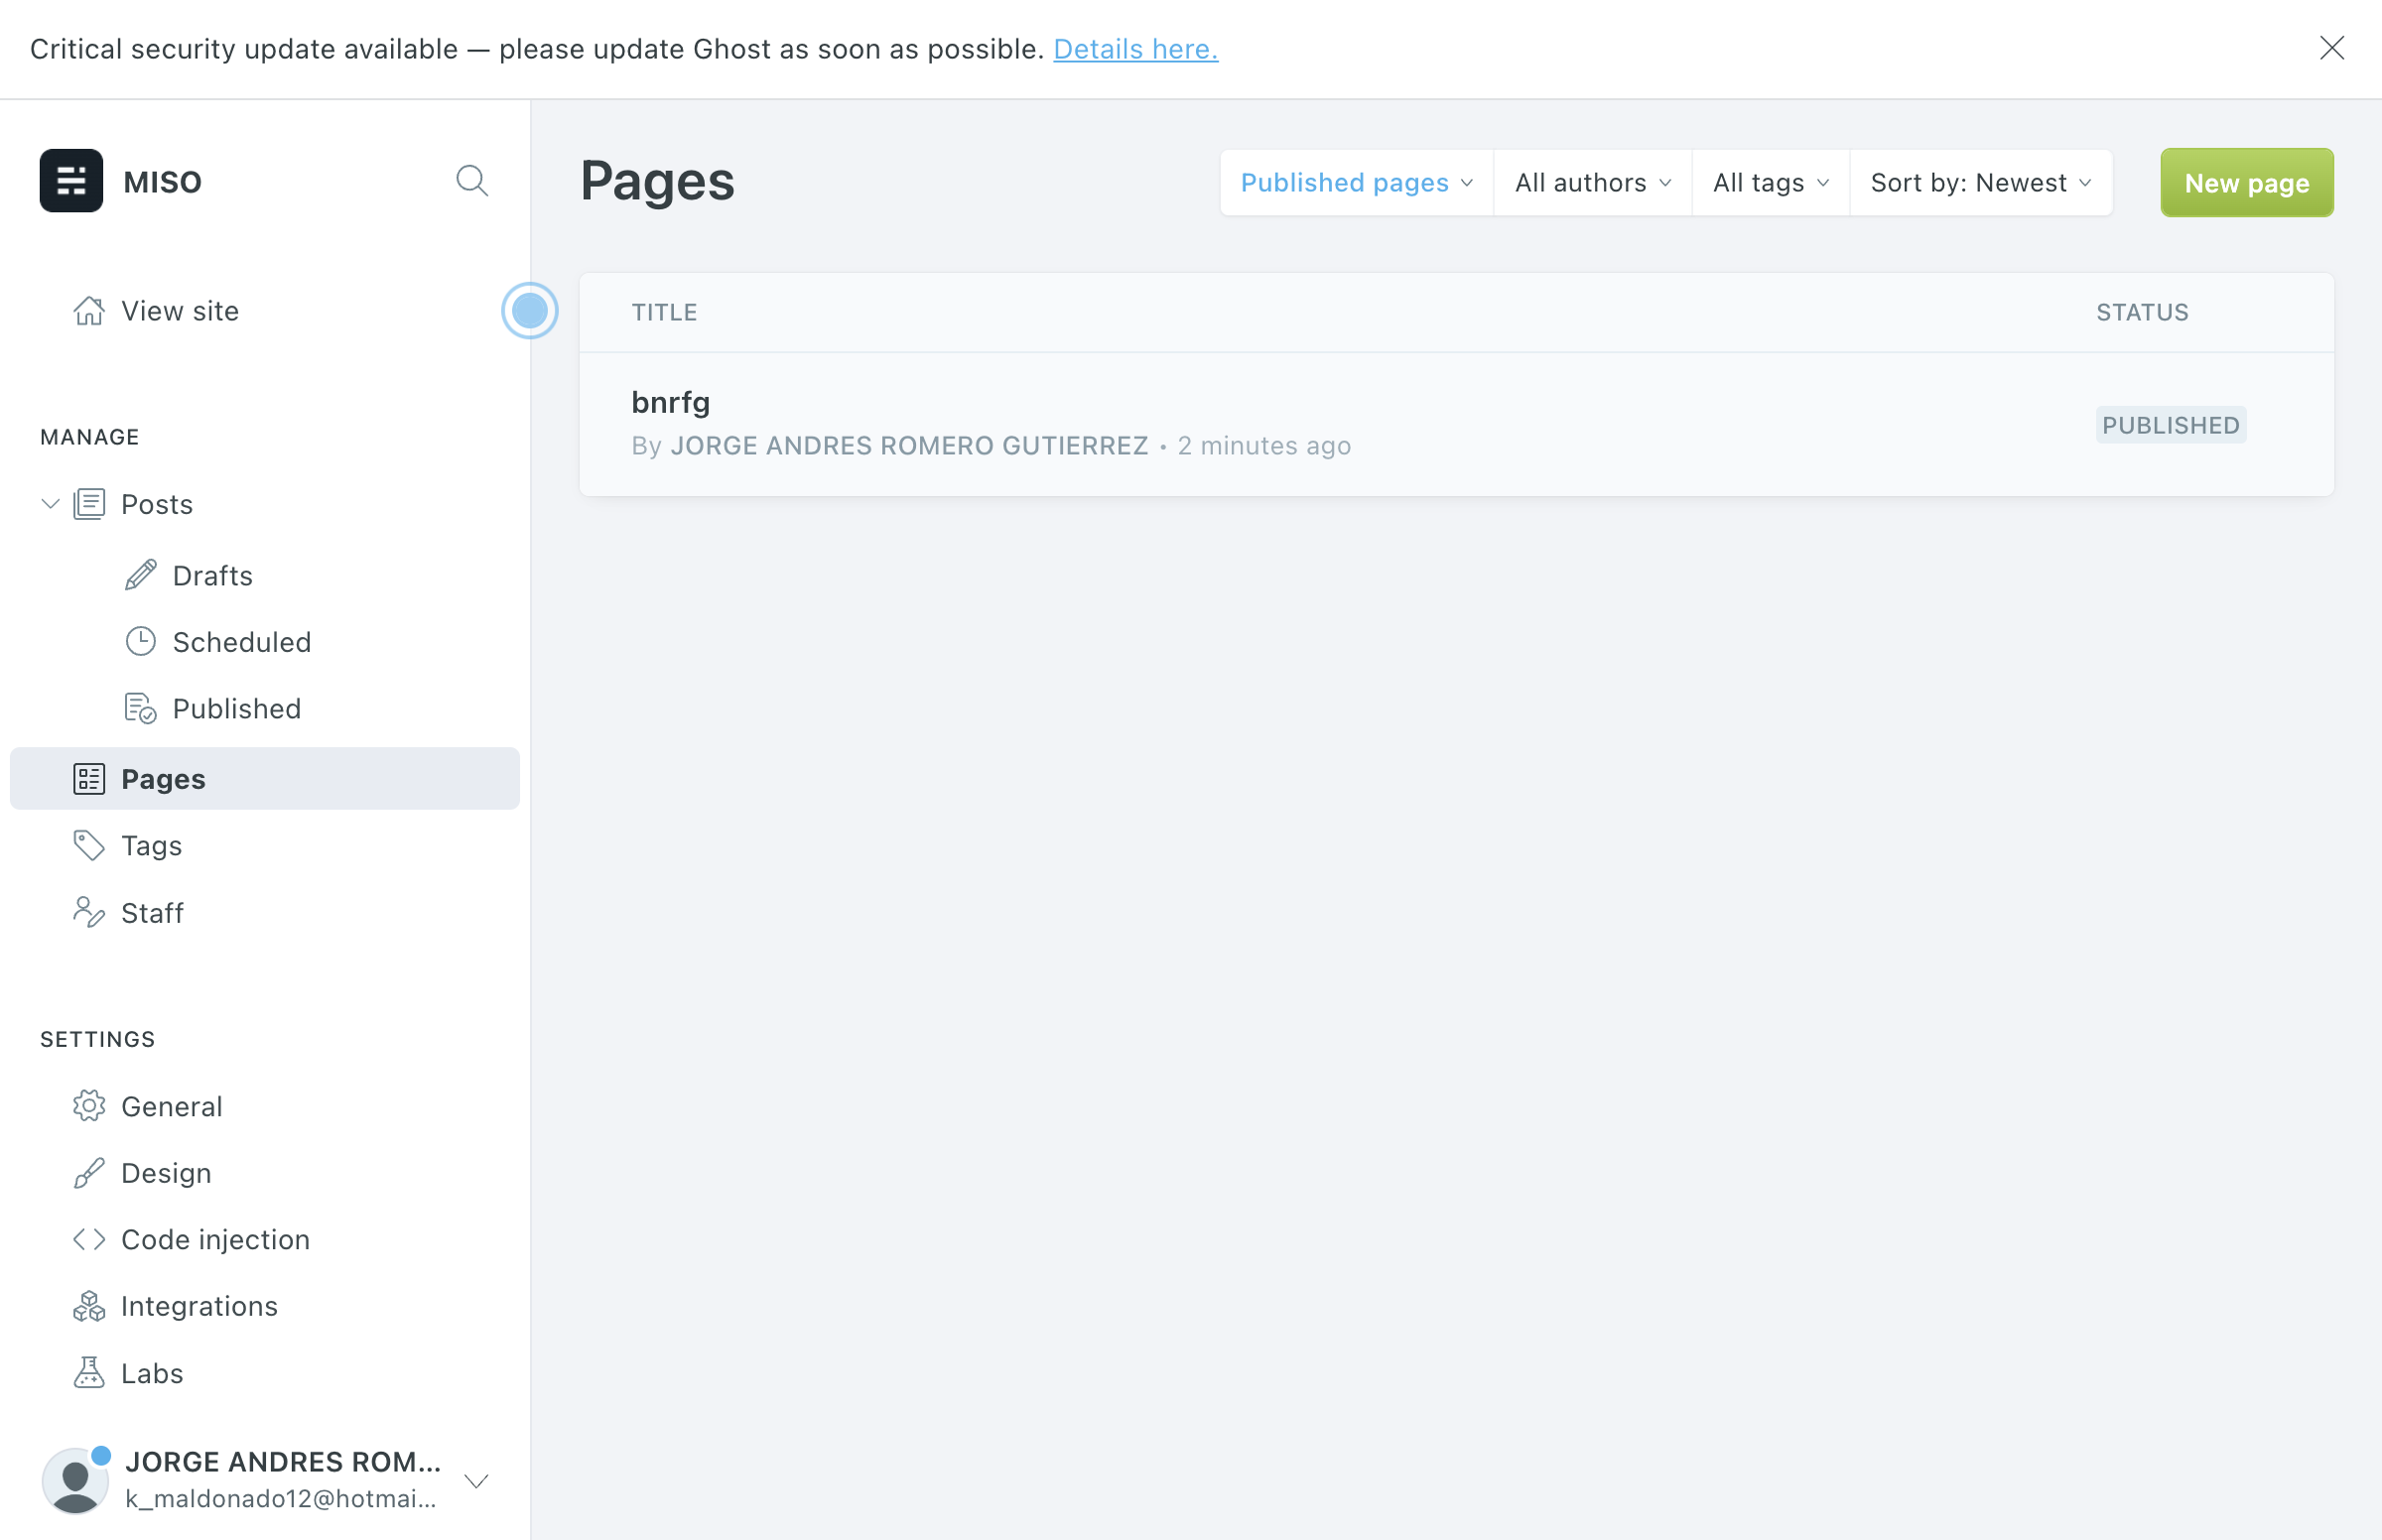 Critical security update available — please update Ghost as soon as possible. Details here.
MISO
View site
MANAGE
Posts
Drafts
Scheduled
Published
Pages
Tags
Staff
SETTINGS
General
Design
Code injection
Integrations
Labs
JORGE ANDRES ROM...
k_maldonado12@hotmai...
Pages
Published pages
All authors
All tags
Sort by: Newest
New page
TITLE
STATUS
bnrfg
By JORGE ANDRES ROMERO GUTIERREZ • 2 minutes ago
PUBLISHED